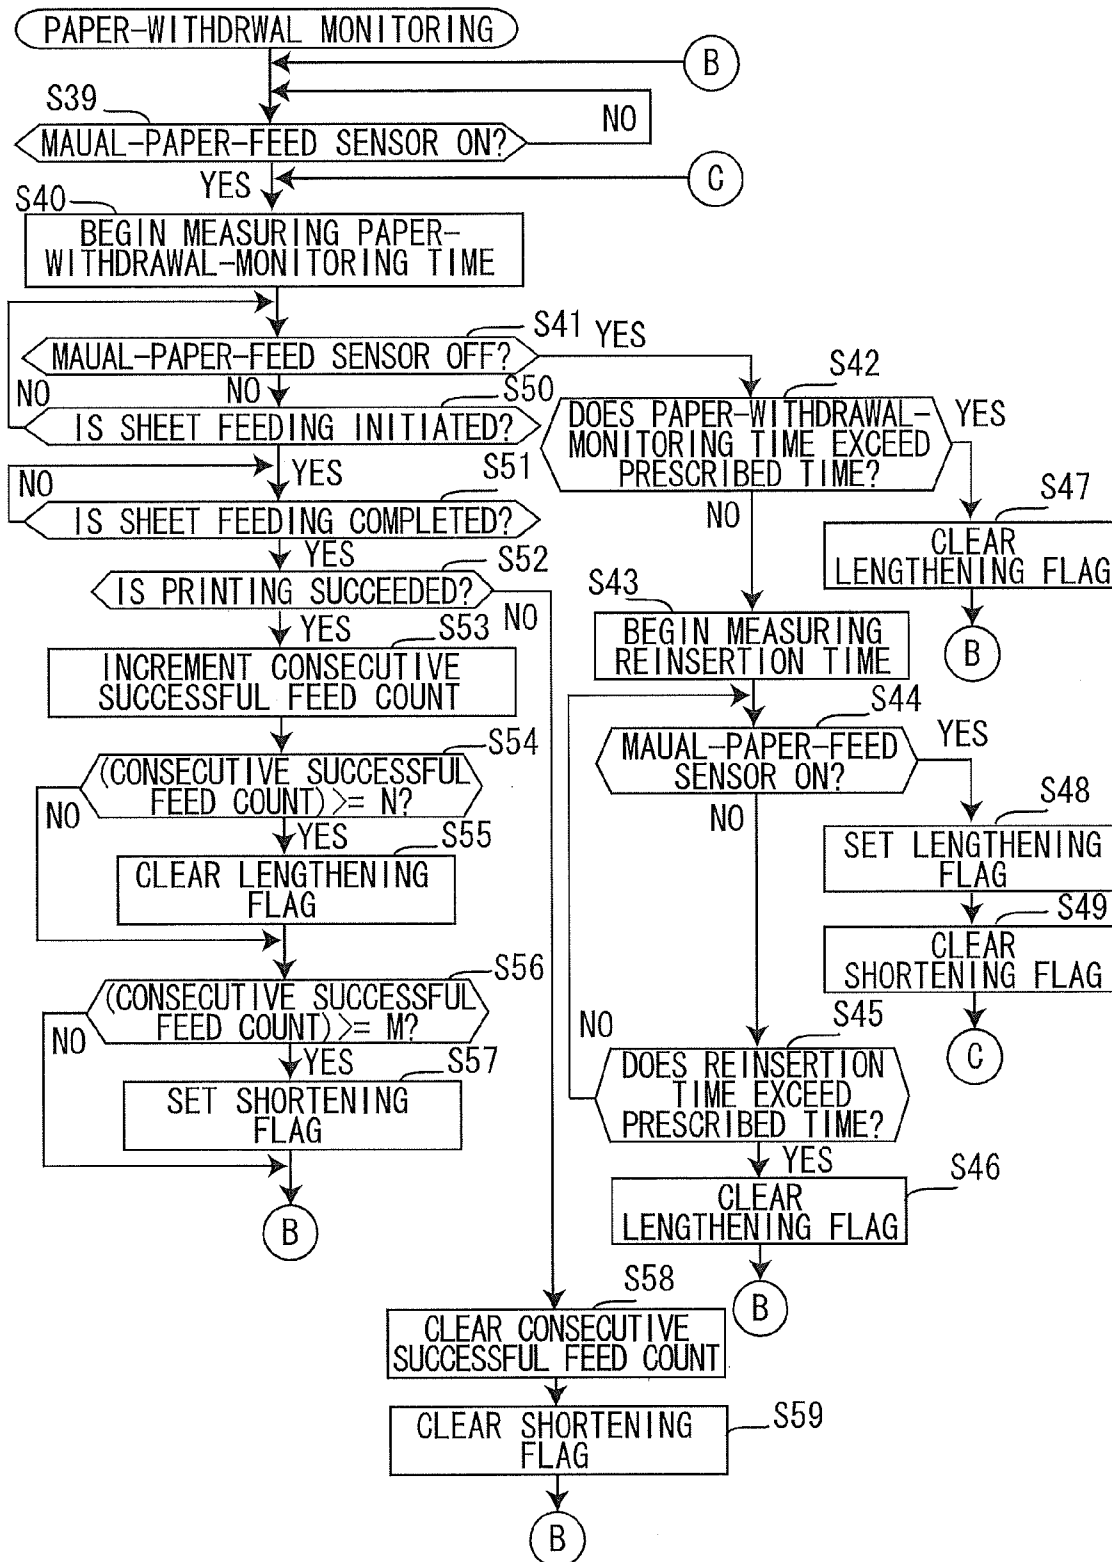 PAPER-WITHDRWAL MONITORING
B
S39
NO
MAUAL-PAPER-FEED SENSOR ON?
YES
C
S40
BEGIN MEASURING PAPER-
WITHDRAWAL-MONITORING TIME
S41
YES
MAUAL-PAPER-FEED SENSOR OFF?
NO
NO
S50
IS SHEET FEEDING INITIATED?
NO
YES
S51
IS SHEET FEEDING COMPLETED?
YES
S52
IS PRINTING SUCCEEDED?
NO
YES
S53
INCREMENT CONSECUTIVE
SUCCESSFUL FEED COUNT
S54
(CONSECUTIVE SUCCESSFUL
FEED COUNT) >= N?
NO
YES
S55
CLEAR LENGTHENING
FLAG
S56
(CONSECUTIVE SUCCESSFUL
FEED COUNT) >= M?
NO
YES
S57
SET SHORTENING
FLAG
B
S42
DOES PAPER-WITHDRAWAL-
MONITORING TIME EXCEED
PRESCRIBED TIME?
YES
NO
S47
CLEAR
LENGTHENING FLAG
B
S43
BEGIN MEASURING
REINSERTION TIME
S44
MAUAL-PAPER-FEED
SENSOR ON?
YES
NO
S48
SET LENGTHENING
FLAG
S49
CLEAR
SHORTENING FLAG
C
S45
NO
DOES REINSERTION
TIME EXCEED
PRESCRIBED TIME?
YES
S46
CLEAR
LENGTHENING FLAG
B
S58
CLEAR CONSECUTIVE
SUCCESSFUL FEED COUNT
S59
CLEAR SHORTENING
FLAG
B